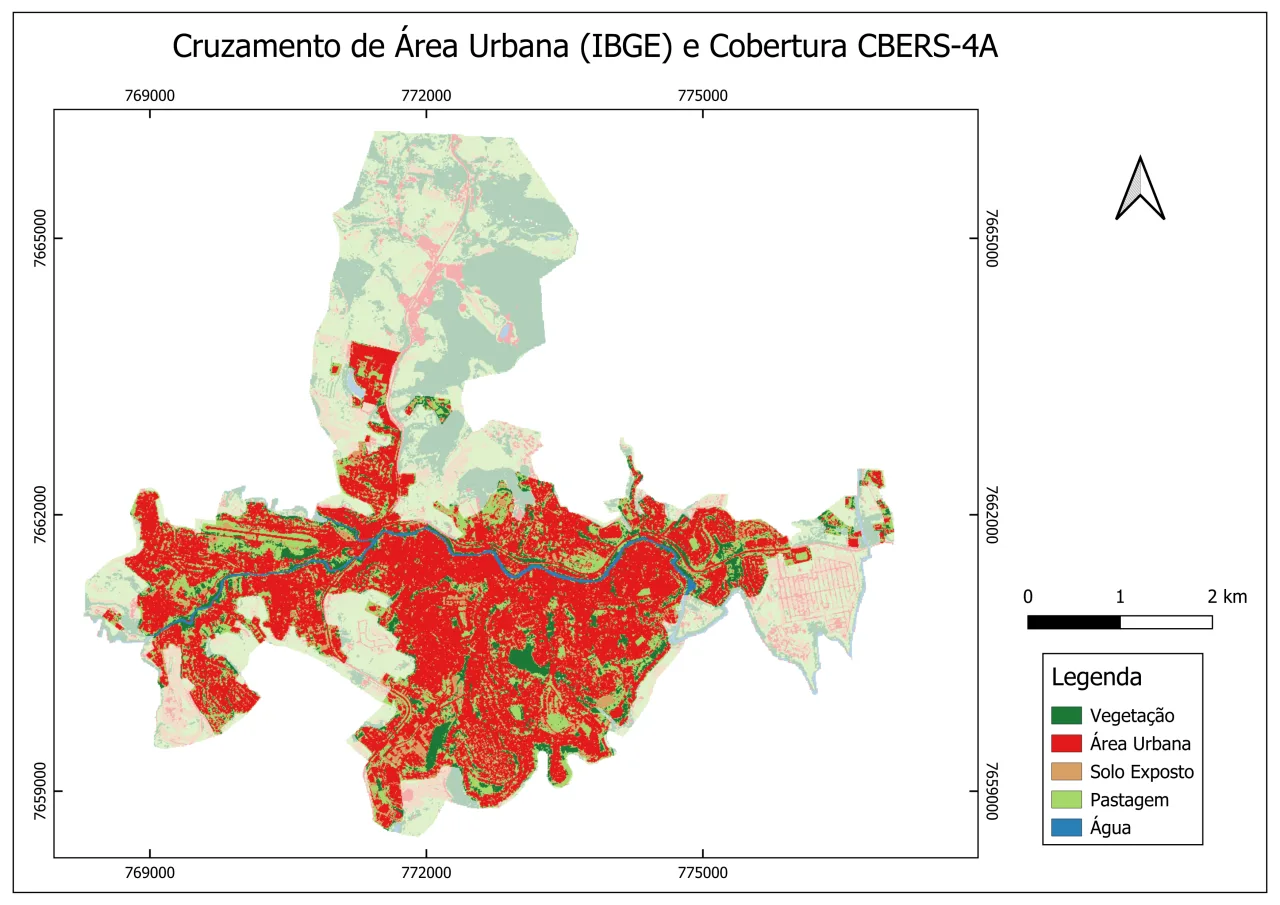 Cruzamento de Área Urbana (IBGE) e Cobertura CBERS-4A
769000
772000
775000
7665000
7665000
7662000
7662000
7659000
7659000
769000
772000
775000
0
1
2 km
Legenda
Vegetação
Área Urbana
Solo Exposto
Pastagem
Água